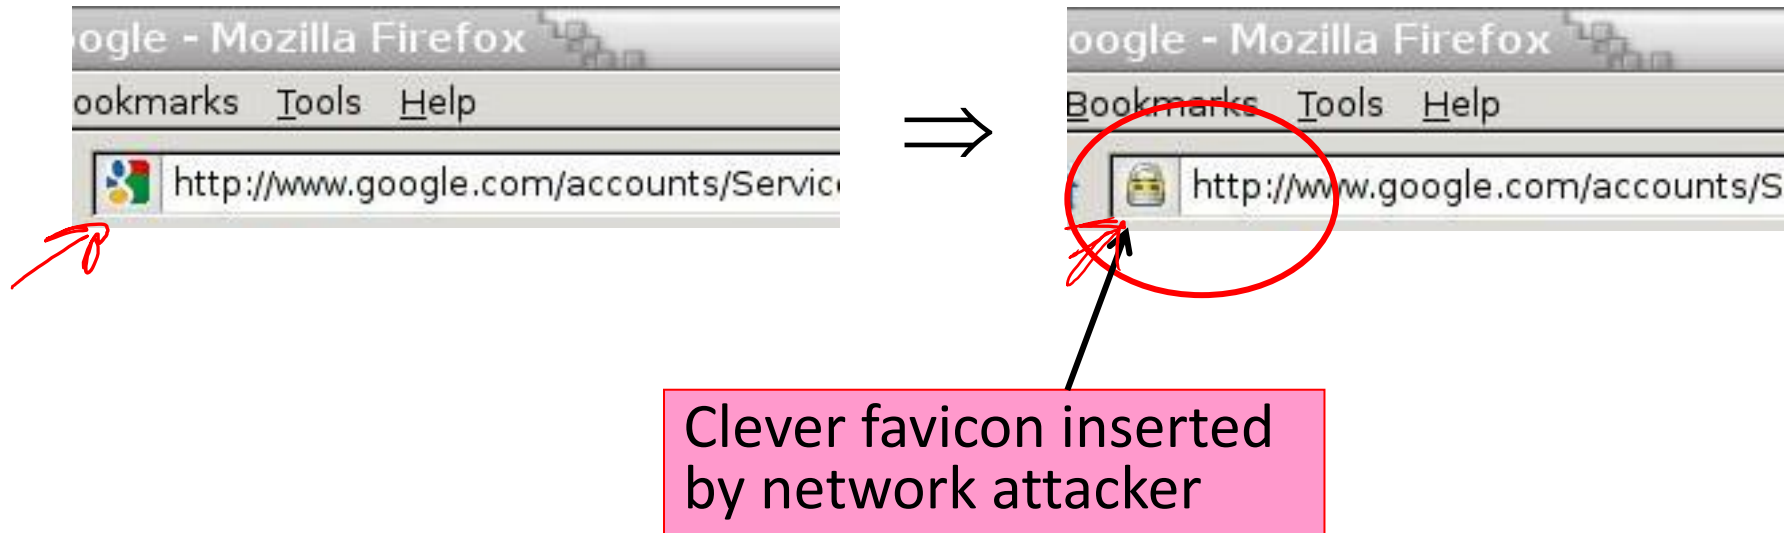 ogle - Mozilla Firefox
ookmarks Tools Help
http://www.google.com/accounts/Servic
⇒
oogle - Mozilla Firefox
Bookmarks Tools Help
http://www.google.com/accounts/S
Clever favicon inserted
by network attacker